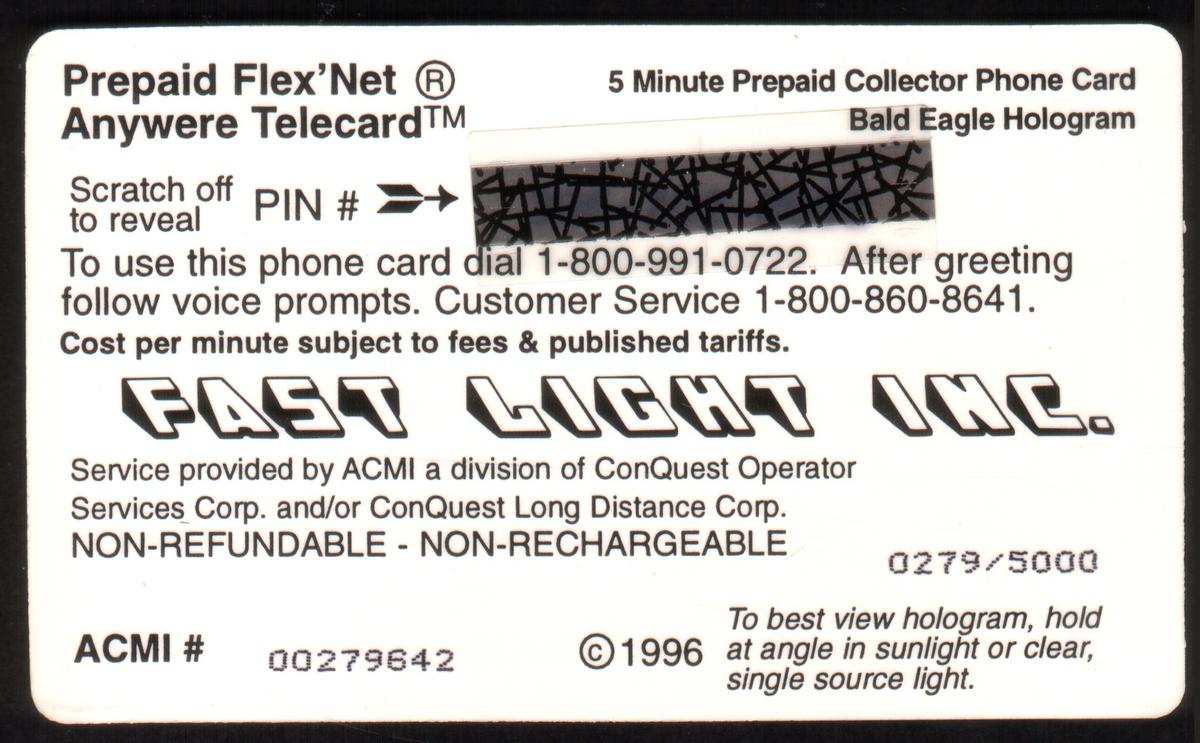 Prepaid Flex'Net ®
Anywere Telecard™
5 Minute Prepaid Collector Phone Card
Bald Eagle Hologram
Scratch off
to reveal
PIN #
To use this phone card dial 1-800-991-0722. After greeting
follow voice prompts. Customer Service 1-800-860-8641.
Cost per minute subject to fees & published tariffs.
FAST LIGHT INC.
Service provided by ACMI a division of ConQuest Operator
Services Corp. and/or ConQuest Long Distance Corp.
NON-REFUNDABLE - NON-RECHARGEABLE
0279/5000
ACMI # 00279642
©1996
To best view hologram, hold
at angle in sunlight or clear,
single source light.